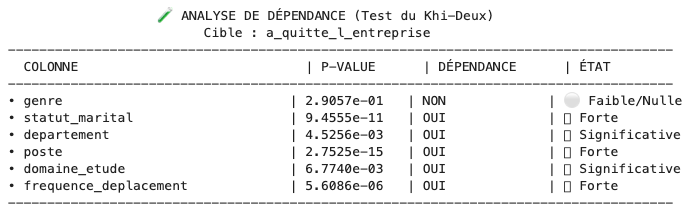 🧪 ANALYSE DE DÉPENDANCE (Test du Khi-Deux)
Cible : a_quitte_l_entreprise
COLONNE | P-VALUE | DÉPENDANCE | ÉTAT
• genre | 2.9057e-01 | NON | ⚪ Faible/Nulle
• statut_marital | 9.4555e-11 | OUI | Forte
• departement | 4.5256e-03 | OUI | Significative
• poste | 2.7525e-15 | OUI | Forte
• domaine_etude | 6.7740e-03 | OUI | Significative
• frequence_deplacement | 5.6086e-06 | OUI | Forte